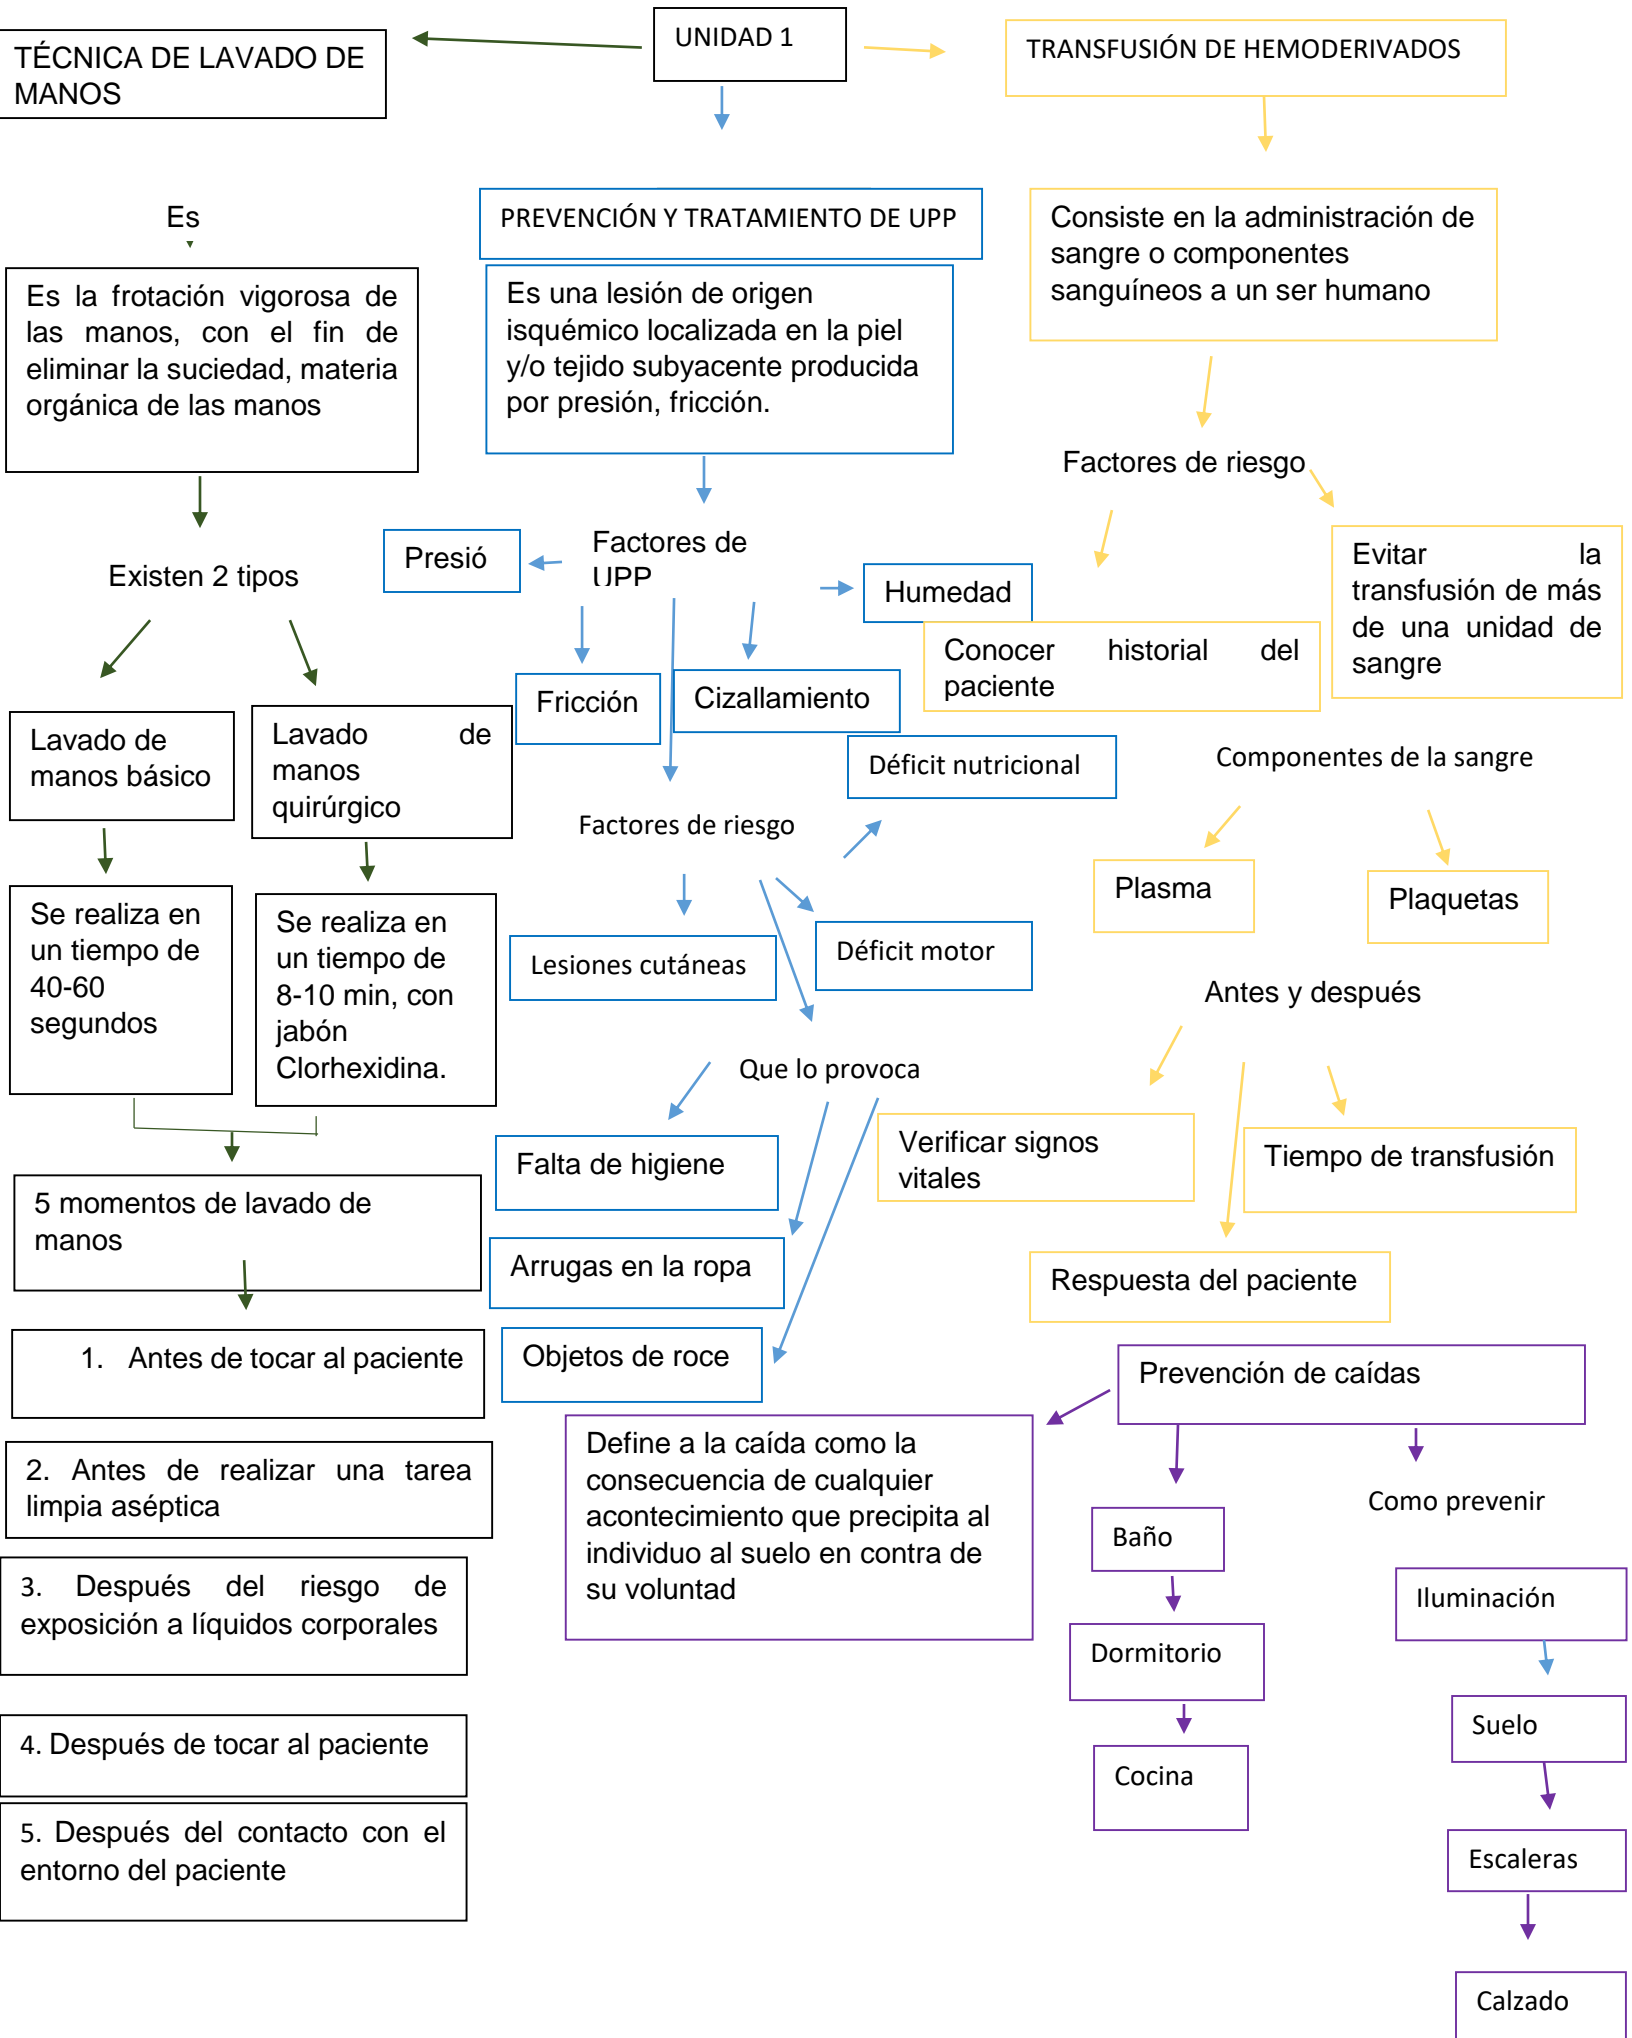 UNIDAD 1
TÉCNICA DE LAVADO DE
MANOS
Es
Es la frotación vigorosa de
las manos, con el fin de
eliminar la suciedad, materia
orgánica de las manos
Existen 2 tipos
Lavado de
manos básico
Lavado de
manos
quirúrgico
Se realiza en
un tiempo de
40-60
segundos
Se realiza en
un tiempo de
8-10 min, con
jabón
Clorhexidina.
5 momentos de lavado de
manos
1. Antes de tocar al paciente
2. Antes de realizar una tarea
limpia aséptica
3. Después del riesgo de
exposición a líquidos corporales
4. Después de tocar al paciente
5. Después del contacto con el
entorno del paciente
PREVENCIÓN Y TRATAMIENTO DE UPP
Es una lesión de origen
isquémico localizada en la piel
y/o tejido subyacente producida
por presión, fricción.
Factores de
UPP
Presió
Humedad
Fricción
Cizallamiento
Factores de riesgo
Déficit nutricional
Lesiones cutáneas
Déficit motor
Que lo provoca
Falta de higiene
Arrugas en la ropa
Objetos de roce
TRANSFUSIÓN DE HEMODERIVADOS
Consiste en la administración de
sangre o componentes
sanguíneos a un ser humano
Factores de riesgo
Conocer historial del
paciente
Evitar la
transfusión de más
de una unidad de
sangre
Componentes de la sangre
Plasma
Plaquetas
Antes y después
Verificar signos
vitales
Tiempo de transfusión
Respuesta del paciente
Prevención de caídas
Define a la caída como la
consecuencia de cualquier
acontecimiento que precipita al
individuo al suelo en contra de
su voluntad
Baño
Dormitorio
Cocina
Como prevenir
Iluminación
Suelo
Escaleras
Calzado